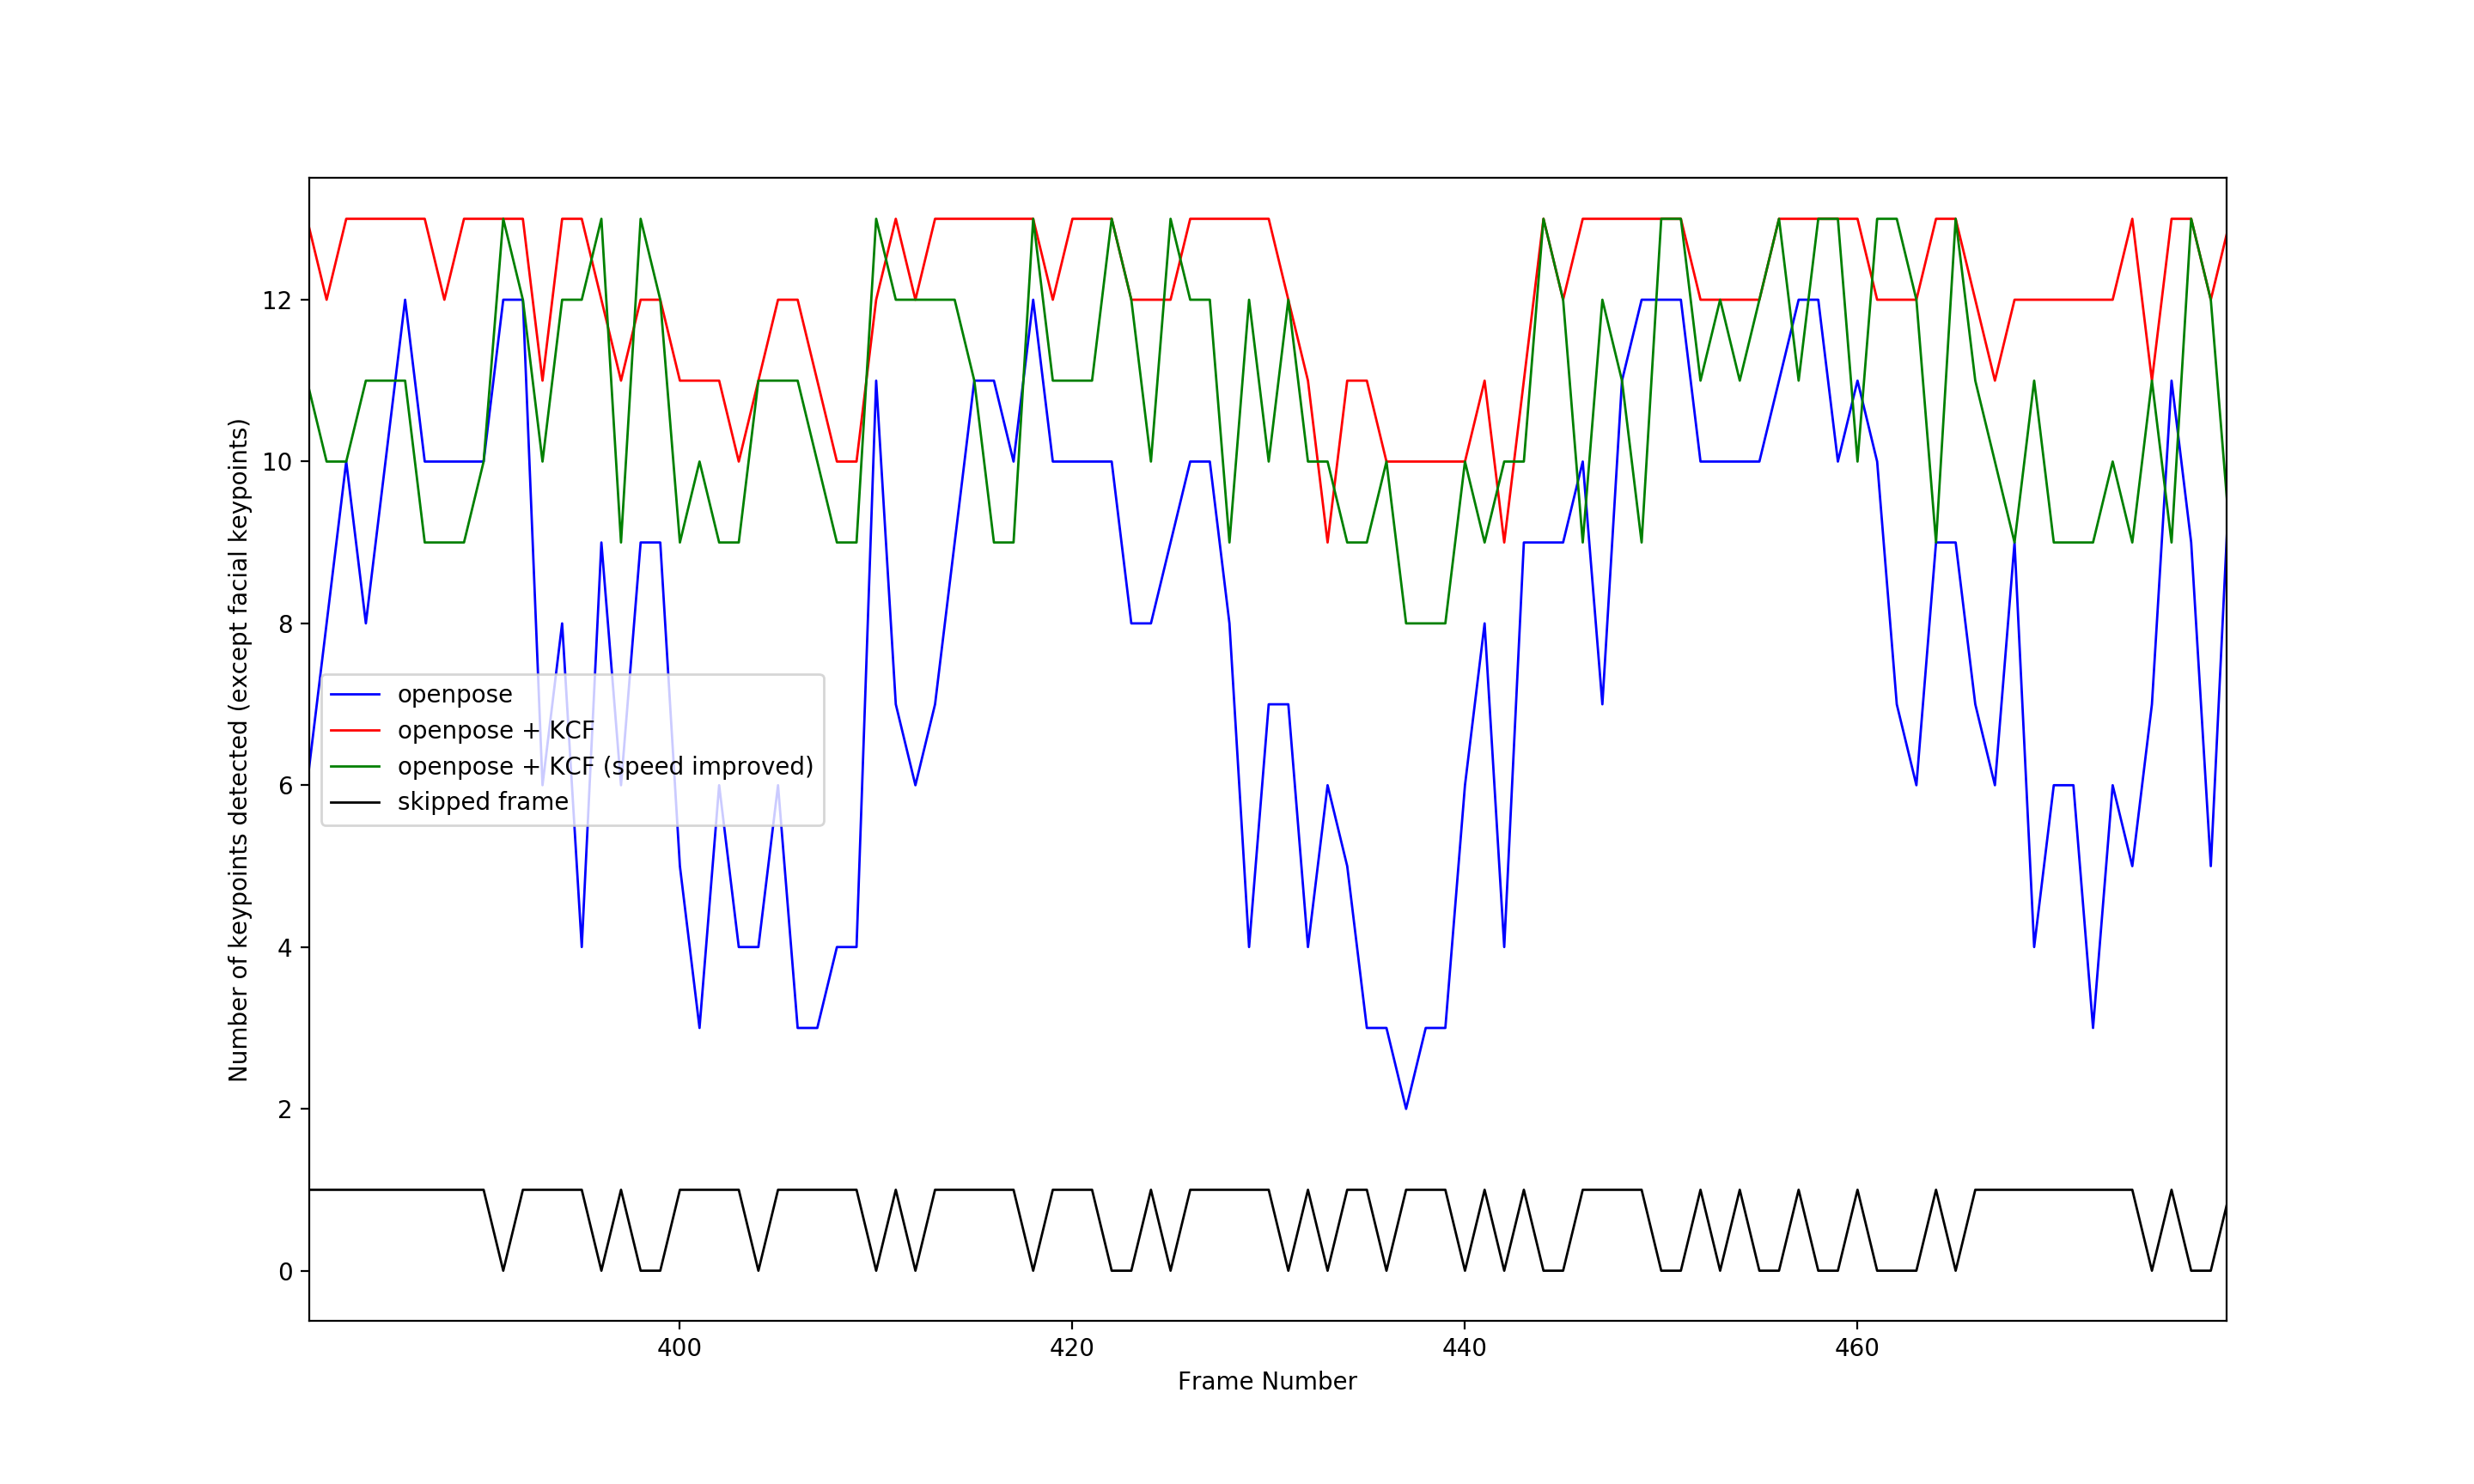 Number of keypoints detected (except facial keypoints)
12
10
8
6
4
2
0
openpose
openpose + KCF
openpose + KCF (speed improved)
skipped frame
400 420 440 460
Frame Number